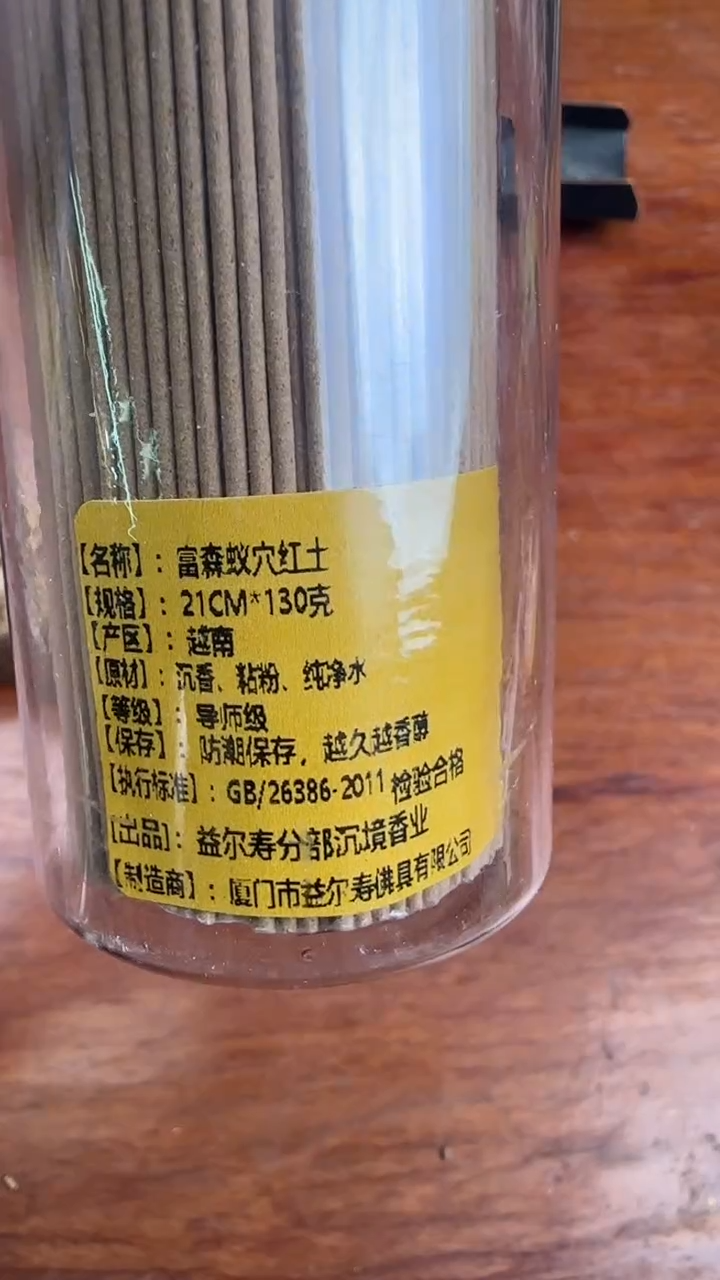 【名称】：富森蚁穴红土
【规格】：21CM*130克
【产区】：越南
【原材】：沉香、粘粉、纯净水
【等级】：导师级
【保存】：防潮保存，越久越香醇
【执行标准】：GB/26386-2011检验合格
【出品】：益尔寿分部沉境香业
【制造商】：厦门市益尔寿佛具有限公司